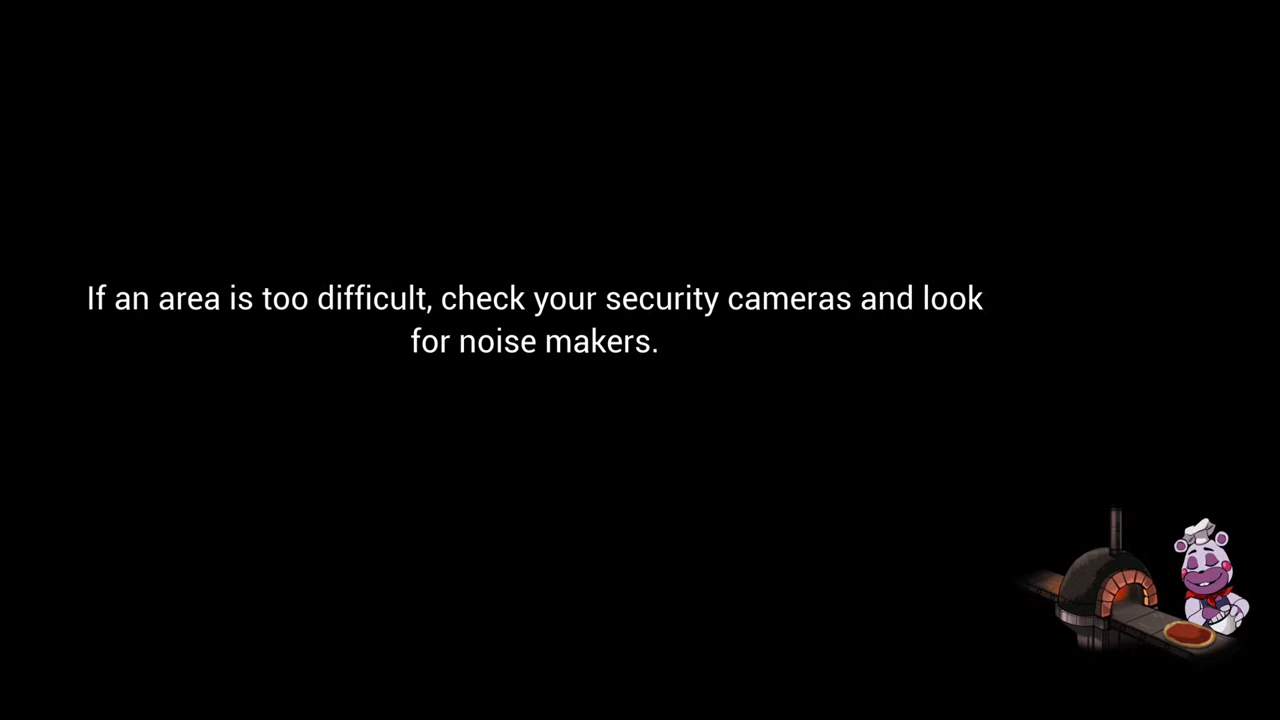 If an area is too difficult, check your security cameras and look
for noise makers.